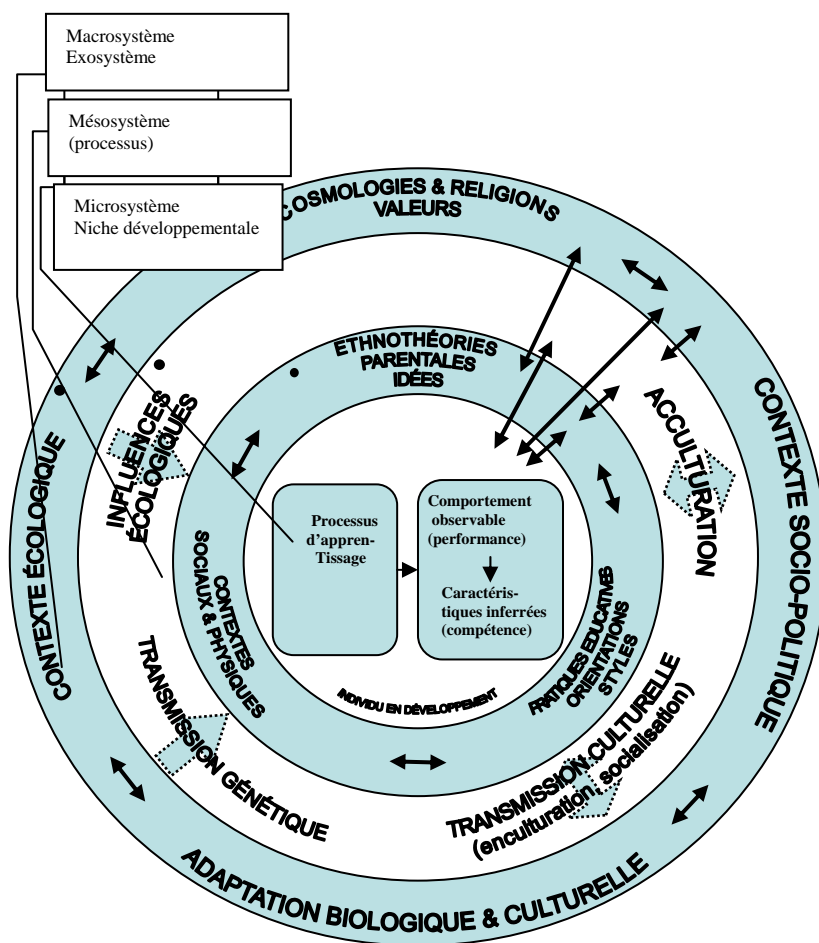 Macrosystème
Exosystème
Mésosystème
(processus)
Microsystème
Niche développementale
COSMOLOGIES & RELIGIONS
VALEURS
ETHNOTHÉORIES
PARENTALES
IDÉES
CONTEXTE ÉCOLOGIQUE
INFLUENCES
ÉCOLOGIQUES
ACCULTURATION
CONTEXTE SOCIO-POLITIQUE
Processus
d'appren-
Tissage
Comportement
observable
(performance)
Caractéris-
tiques inferrées
(compétence)
CONTEXTES
SOCIAUX & PHYSIQUES
PRATIQUES EDUCATIVES
ORIENTATIONS
STYLES
INDIVIDU EN DÉVELOPPEMENT
TRANSMISSION GÉNÉTIQUE
TRANSMISSION CULTURELLE
(enculturation, socialisation)
ADAPTATION BIOLOGIQUE & CULTURELLE